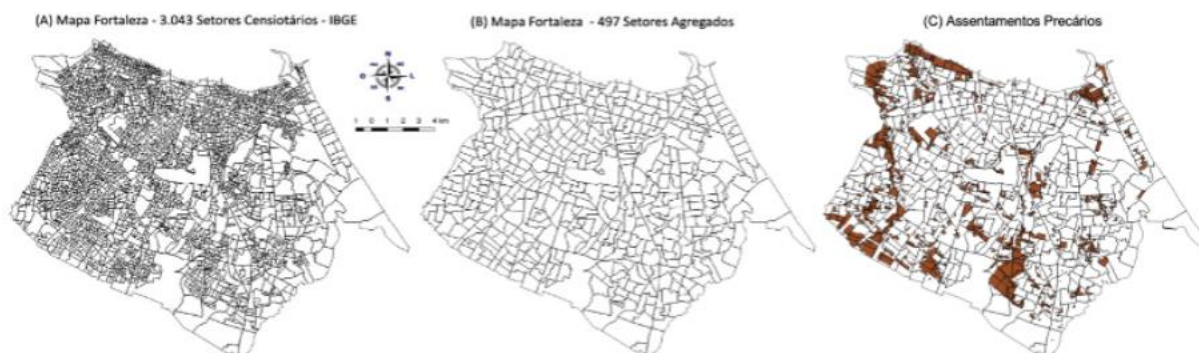 (A) Mapa Fortaleza - 3.043 Setores Censiotários - IBGE
(B) Mapa Fortaleza - 497 Setores Agregados
(C) Assentamentos Precários
N
O L
S
1 0 1 2 3 4 km